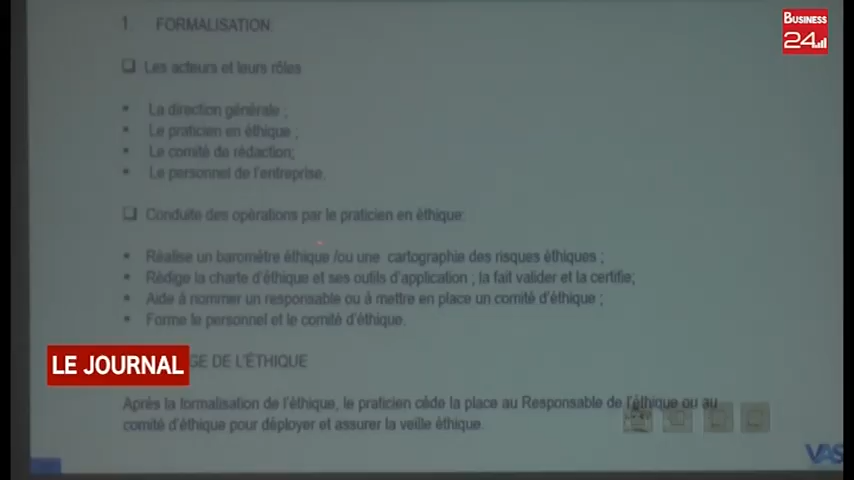 BUSINESS
24
1. FORMALISATION
Les acteurs et leurs rôles
La direction générale ;
Le praticien en éthique ;
Le comité de rédaction;
Le personnel de l'entreprise.
Conduite des opérations par le praticien en éthique:
Réalise un baromètre éthique /ou une cartographie des risques éthiques ;
Rédige la charte d'éthique et ses outils d'application ; la fait valider et la certifie;
Aide à nommer un responsable ou à mettre en place un comité d'éthique ;
Forme le personnel et le comité d'éthique.
LE JOURNAL
GE DE L'ÉTHIQUE
Après la formalisation de l'éthique, le praticien cède la place au Responsable de l'éthique ou au
comité d'éthique pour déployer et assurer la veille éthique.
VAS